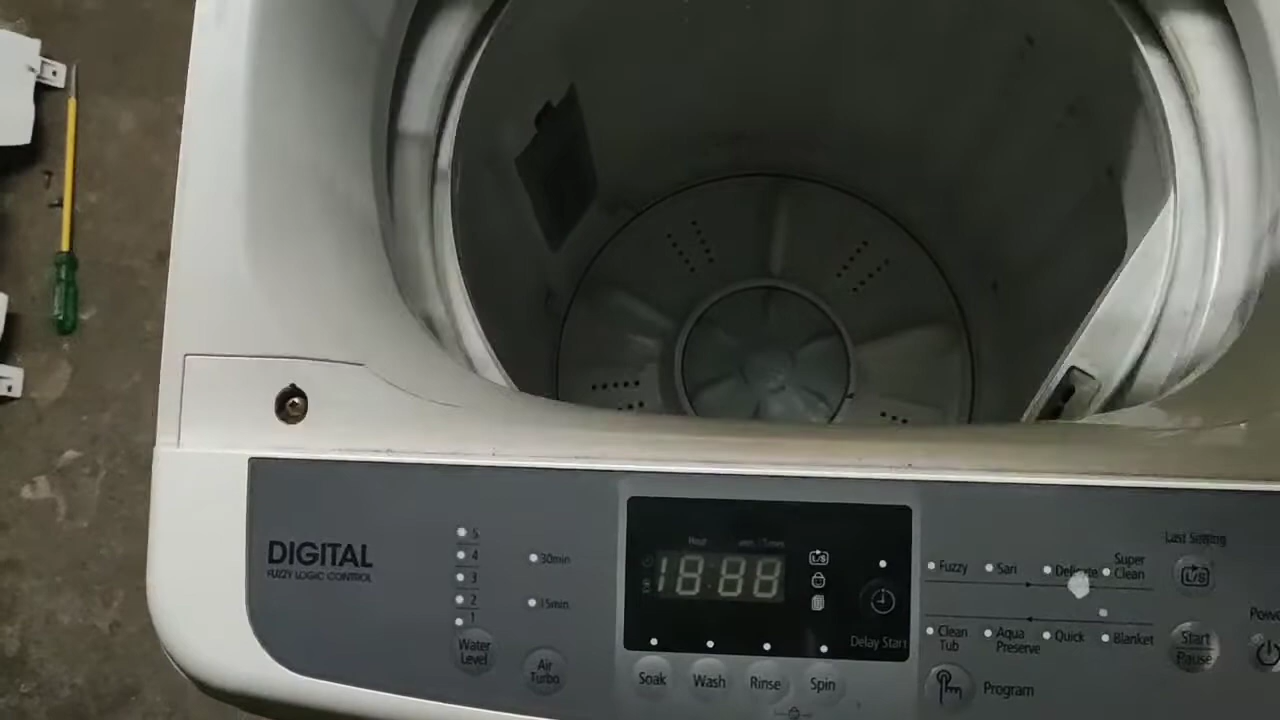 DIGITAL
FUZZY LOGIC CONTROL
5
4
3
2
1
Water
Level
30min
15min
Air
Turbo
Hour
18:88
L/S
Delay Start
Soak
Wash
Rinse
Spin
Fuzzy
Sari
Delicate
Super
Clean
Clean
Tub
Aqua
Preserve
Quick
Blanket
Program
Last Setting
L/S
Start
Pause